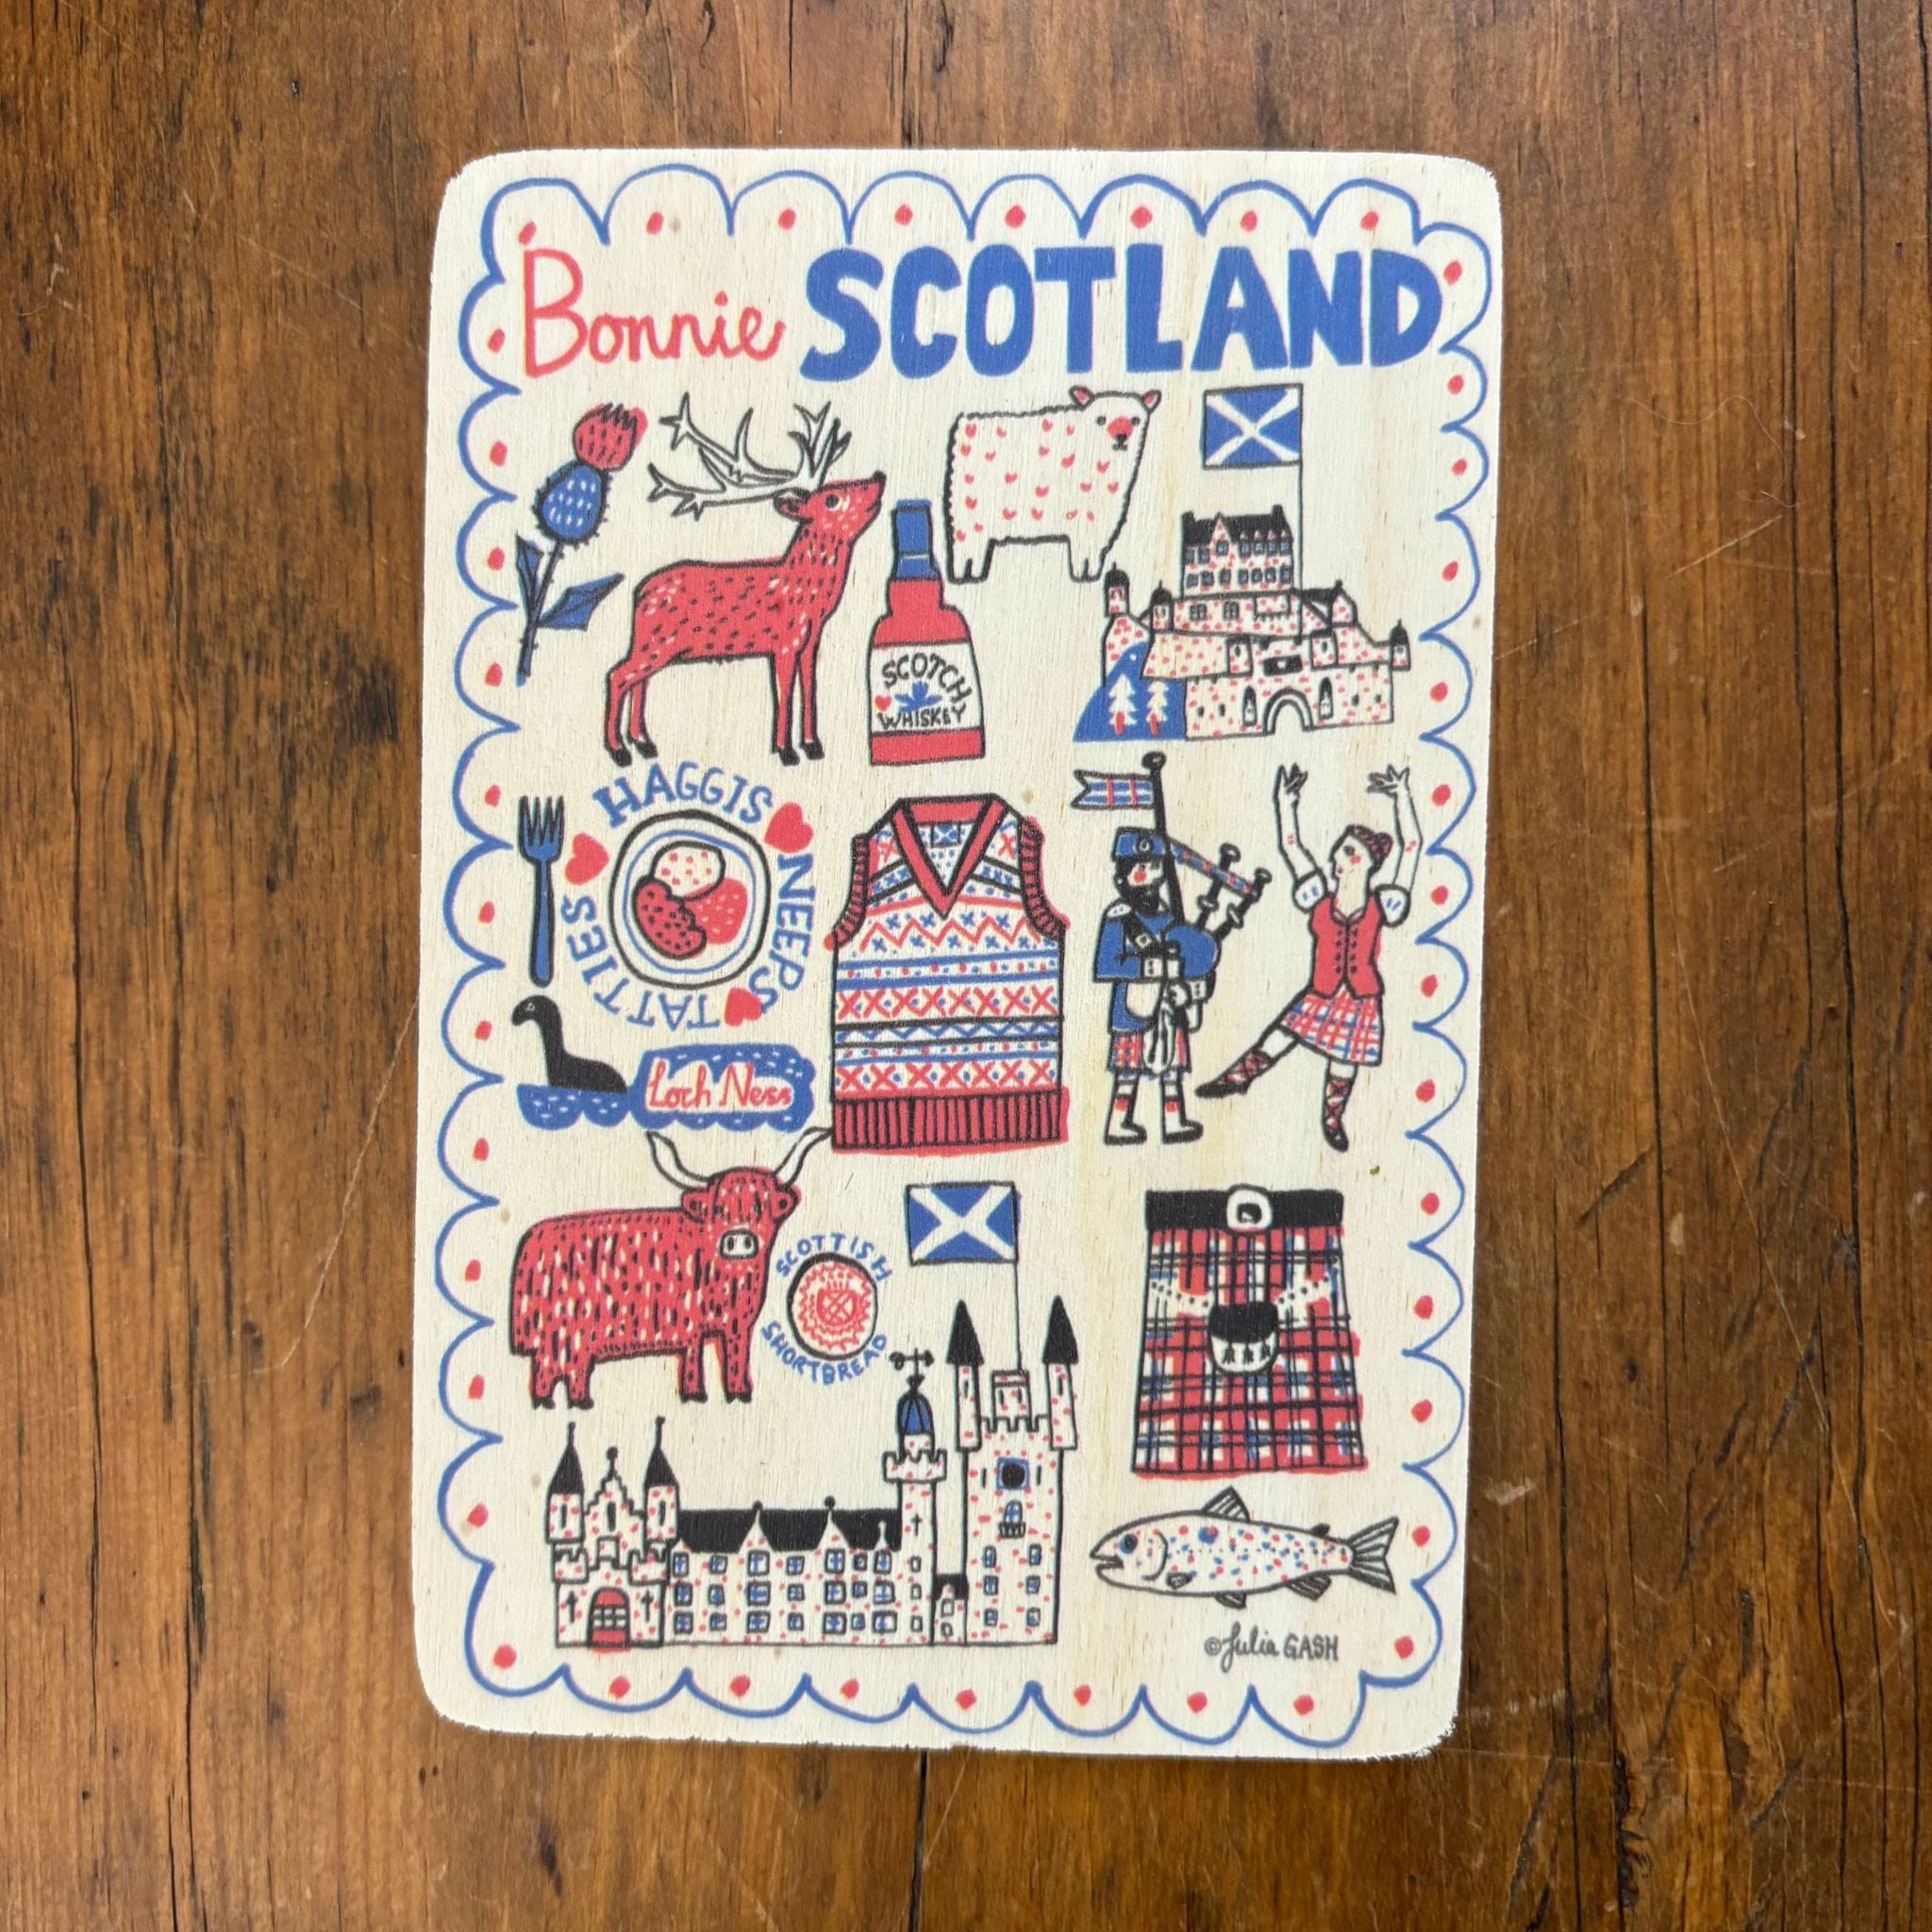 Bonnie SCOTLAND
SCOTCH
WHISKEY
HAGGIS
NEEPS
TATTIES
Loch Ness
SCOTTISH
SHORTBREAD
©Julia GASH